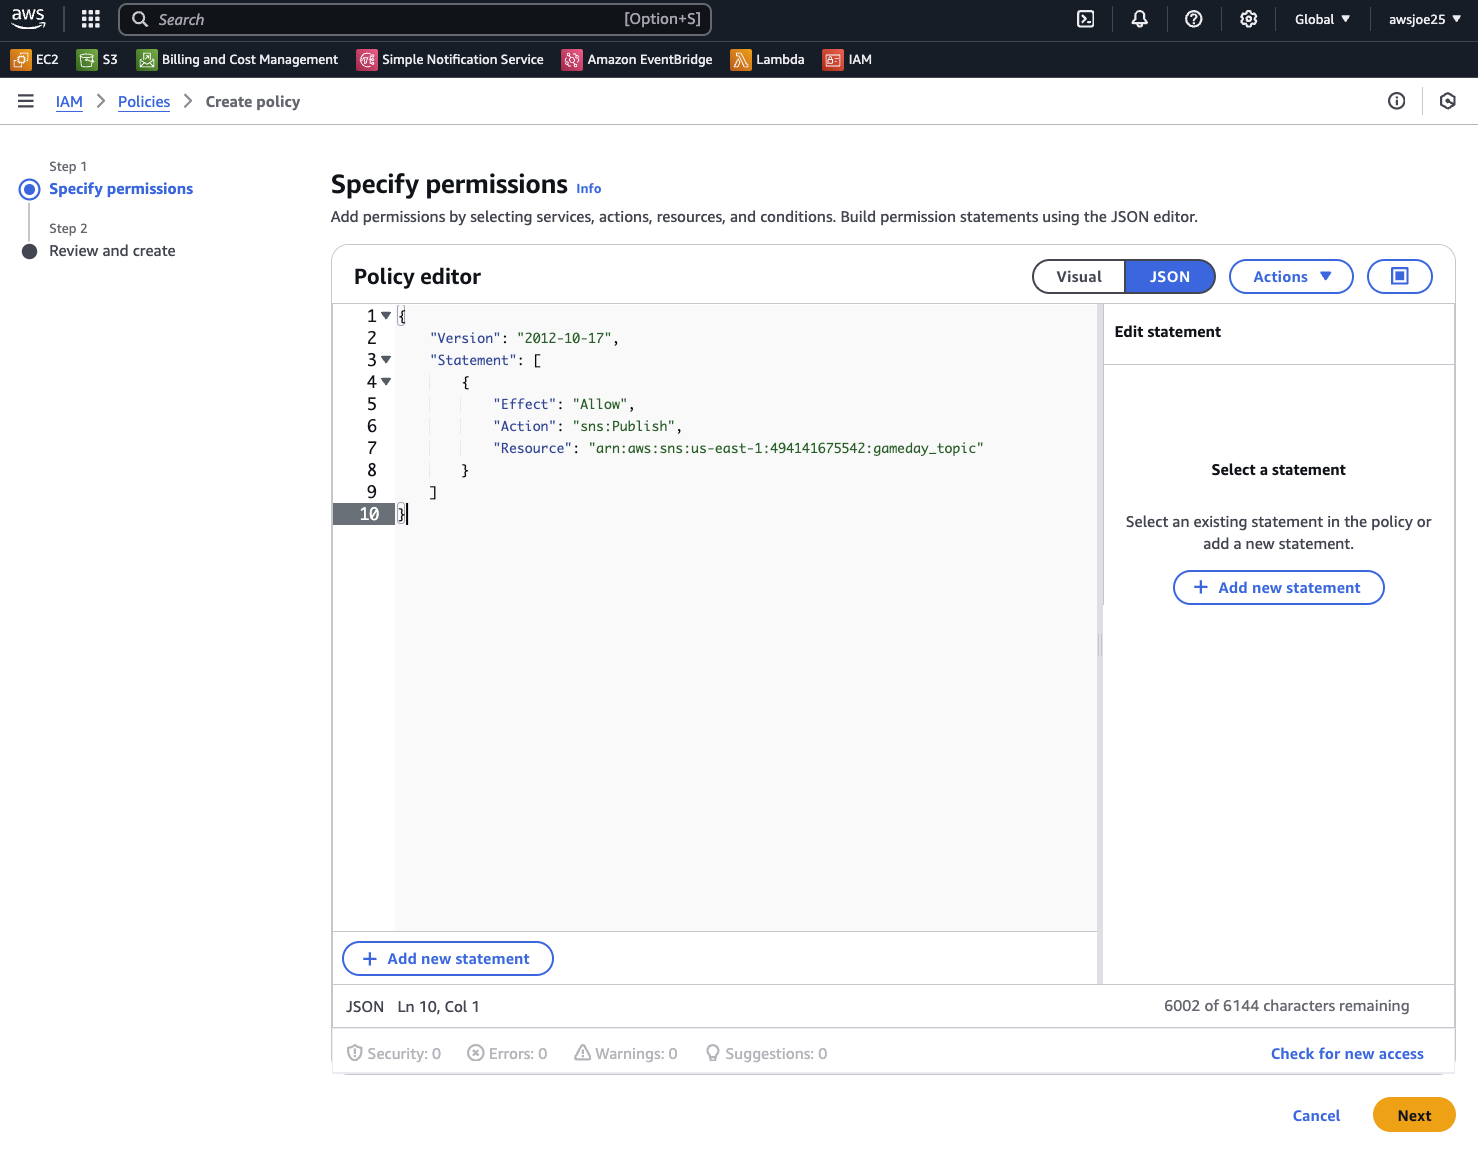 aws
Search [Option+S]
Global
awsjoe25
EC2
S3
Billing and Cost Management
Simple Notification Service
Amazon EventBridge
Lambda
IAM
IAM
Policies
Create policy
Step 1
Specify permissions
Step 2
Review and create
Specify permissions Info
Add permissions by selecting services, actions, resources, and conditions. Build permission statements using the JSON editor.
Policy editor
Visual
JSON
Actions
1 {
2 "Version": "2012-10-17",
3 "Statement": [
4 {
5 "Effect": "Allow",
6 "Action": "sns:Publish",
7 "Resource": "arn:aws:sns:us-east-1:494141675542:gameday_topic"
8 }
9 ]
10 }
Edit statement
Select a statement
Select an existing statement in the policy or
add a new statement.
+ Add new statement
+ Add new statement
JSON Ln 10, Col 1
6002 of 6144 characters remaining
Security: 0
Errors: 0
Warnings: 0
Suggestions: 0
Check for new access
Cancel
Next